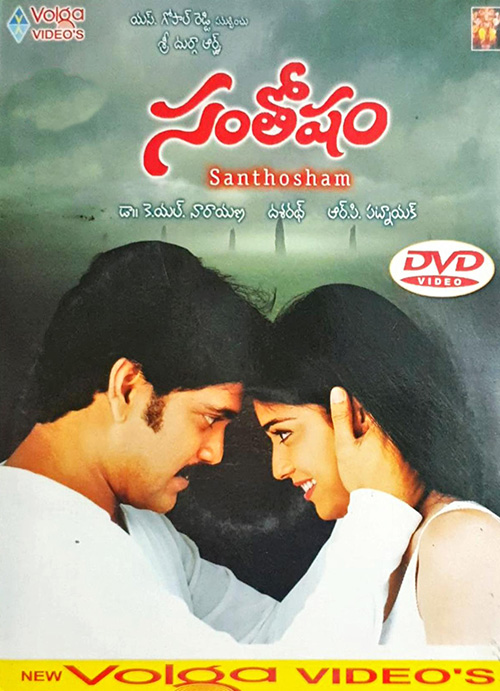 Volga
VIDEO'S
యస్. గోపాల్ రెడ్డి సమర్పించు
శ్రీ దుర్గా ఆర్ట్స్
సంతోషం
Santhosham
డా॥ కె.యల్. నారాయణ దశరథ్ ఆర్.పి. పట్నాయక్
DVD
VIDEO
NEW Volga VIDEO'S